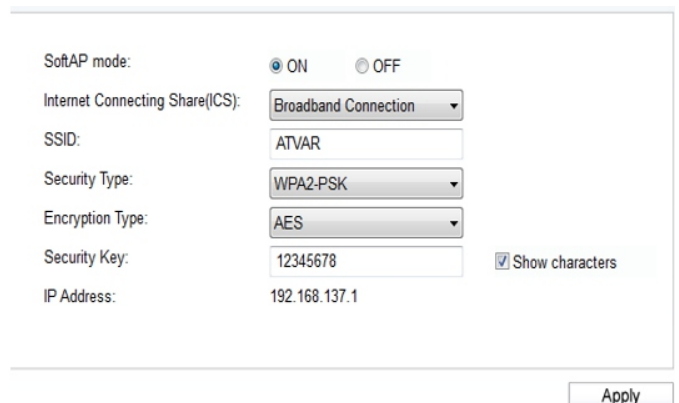 SoftAP mode: ON OFF
Internet Connecting Share(ICS): Broadband Connection
SSID: ATVAR
Security Type: WPA2-PSK
Encryption Type: AES
Security Key: 12345678 Show characters
IP Address: 192.168.137.1
Apply